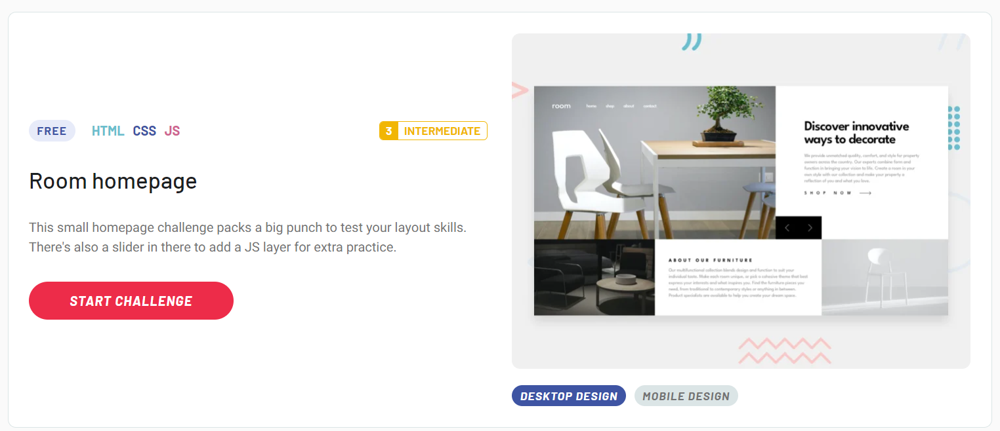 FREE HTML CSS JS
3 INTERMEDIATE
Room homepage
This small homepage challenge packs a big punch to test your layout skills.
There's also a slider in there to add a JS layer for extra practice.
START CHALLENGE
room home shop about contact
Discover innovative
ways to decorate
We provide unmatched quality, comfort, and style for property
owners across the country. Our experts combine form and
function in bringing your vision to life. Create a room in your
own style with our collection and make your property a
reflection of you and what you love.
SHOP NOW
ABOUT OUR FURNITURE
Our multifunctional collection blends design and function to suit your
individual taste. Make each room unique, or pick a cohesive theme that best
express your interests and what inspires you. Find the furniture pieces you
need, from traditional to contemporary styles or anything in between.
Product specialists are available to help you create your dream space.
DESKTOP DESIGN
MOBILE DESIGN